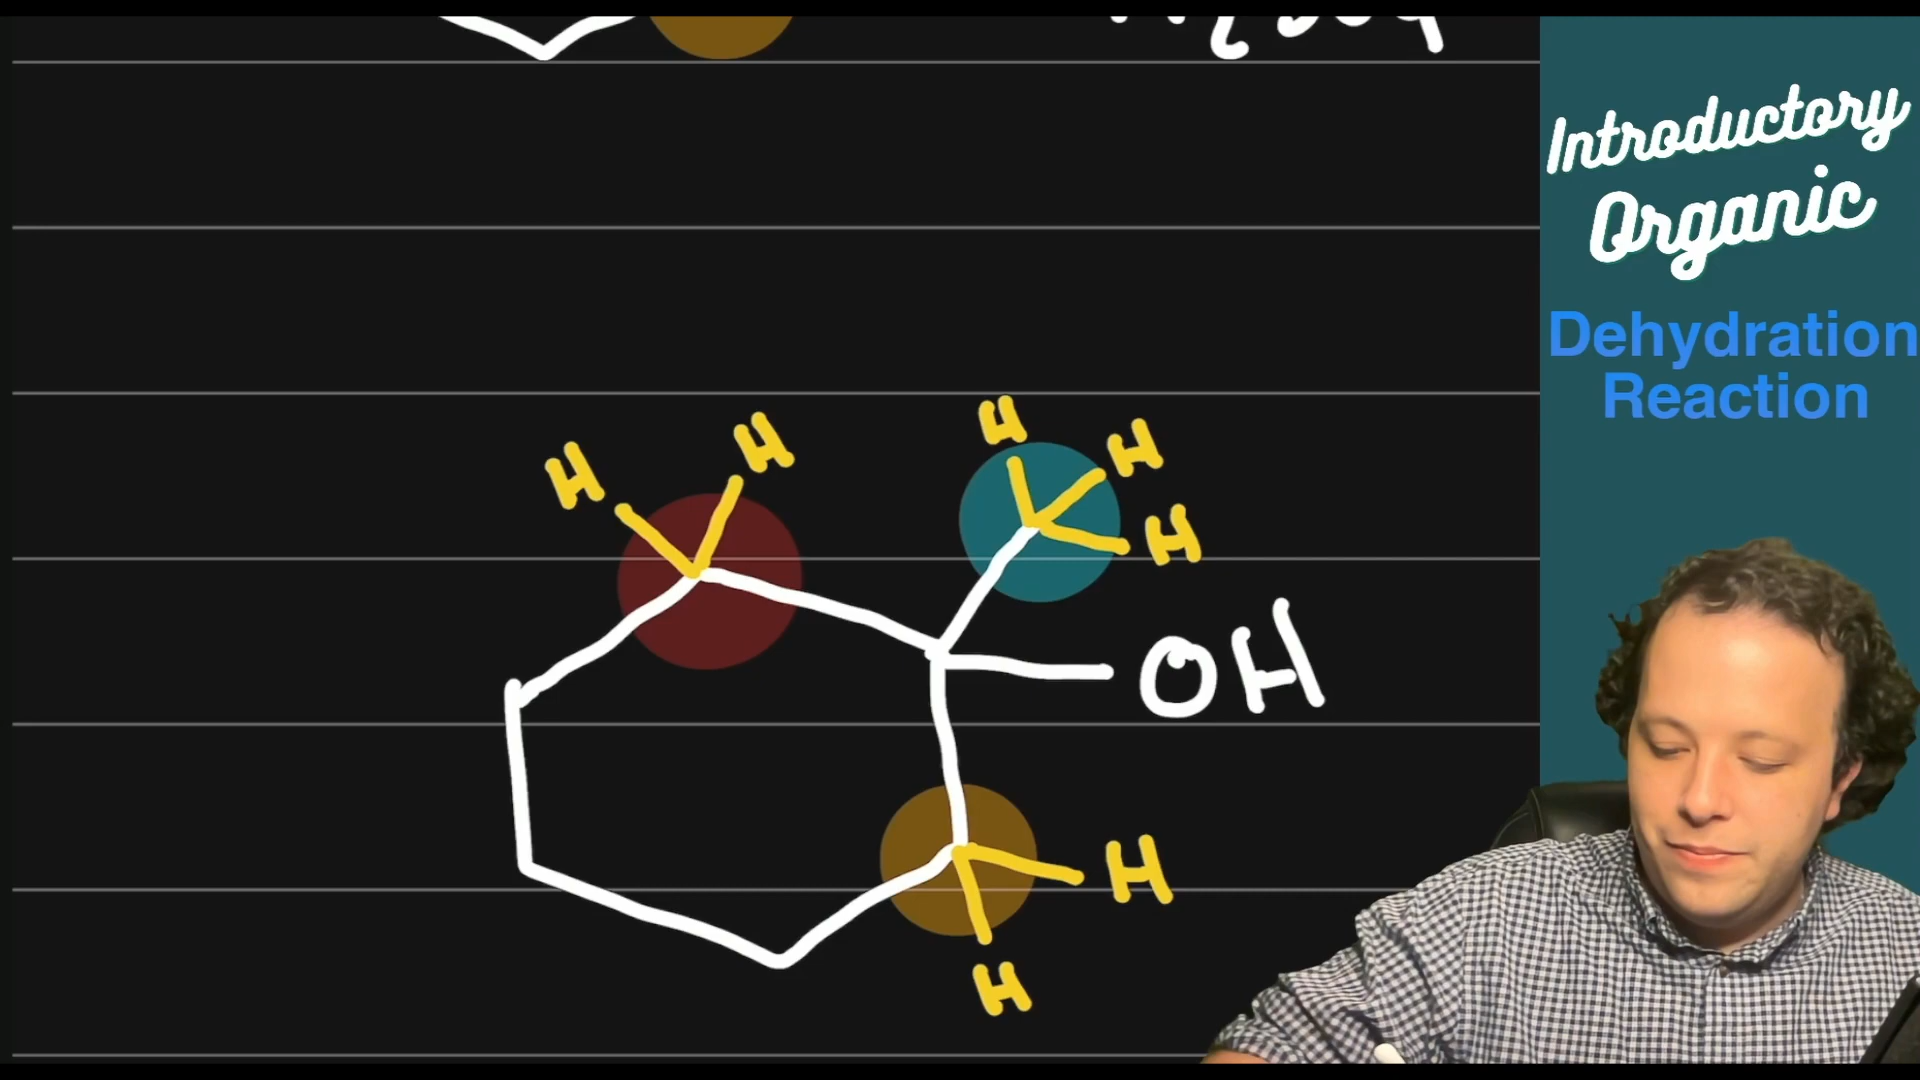 Introductory
Organic
Dehydration
Reaction
H
H
H
H
H
OH
H
H